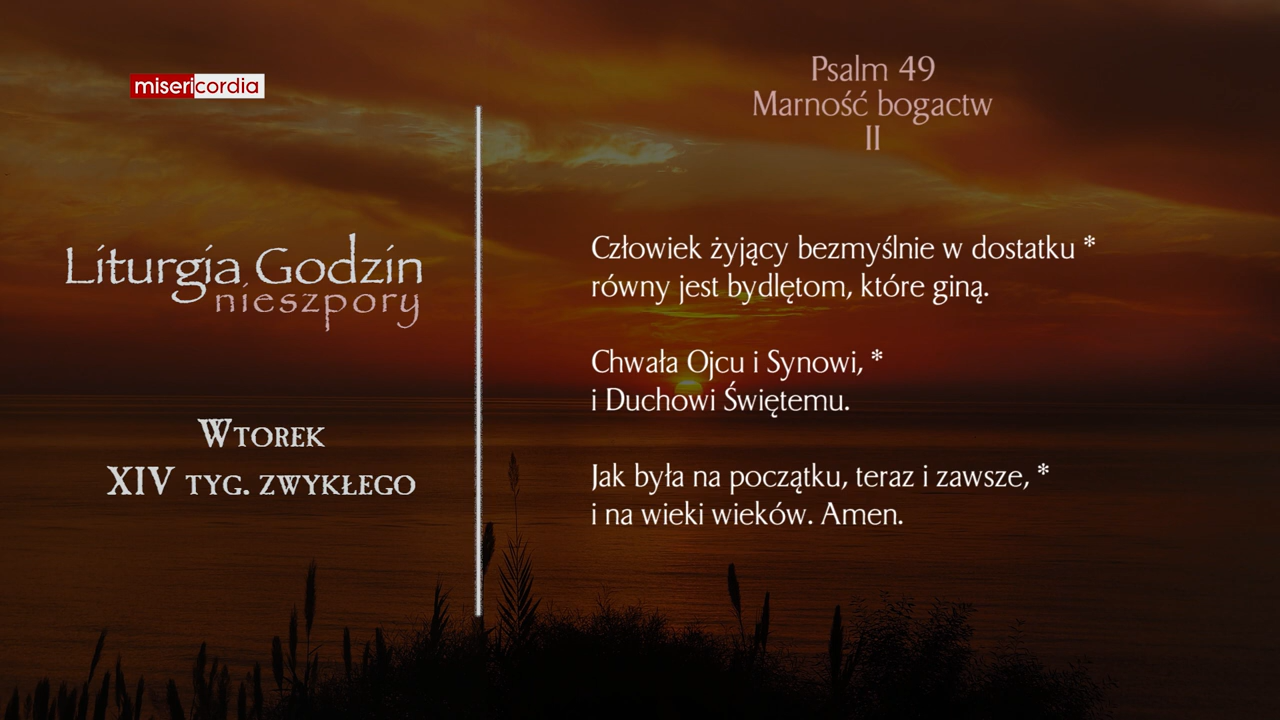 misericordia
Liturgia Godzin
nieszpory
Wtorek
XIV tyg. zwykłego
Psalm 49
Marność bogactw
II
Człowiek żyjący bezmyślnie w dostatku *
równy jest bydlętom, które giną.
Chwała Ojcu i Synowi, *
i Duchowi Świętemu.
Jak była na początku, teraz i zawsze, *
i na wieki wieków. Amen.